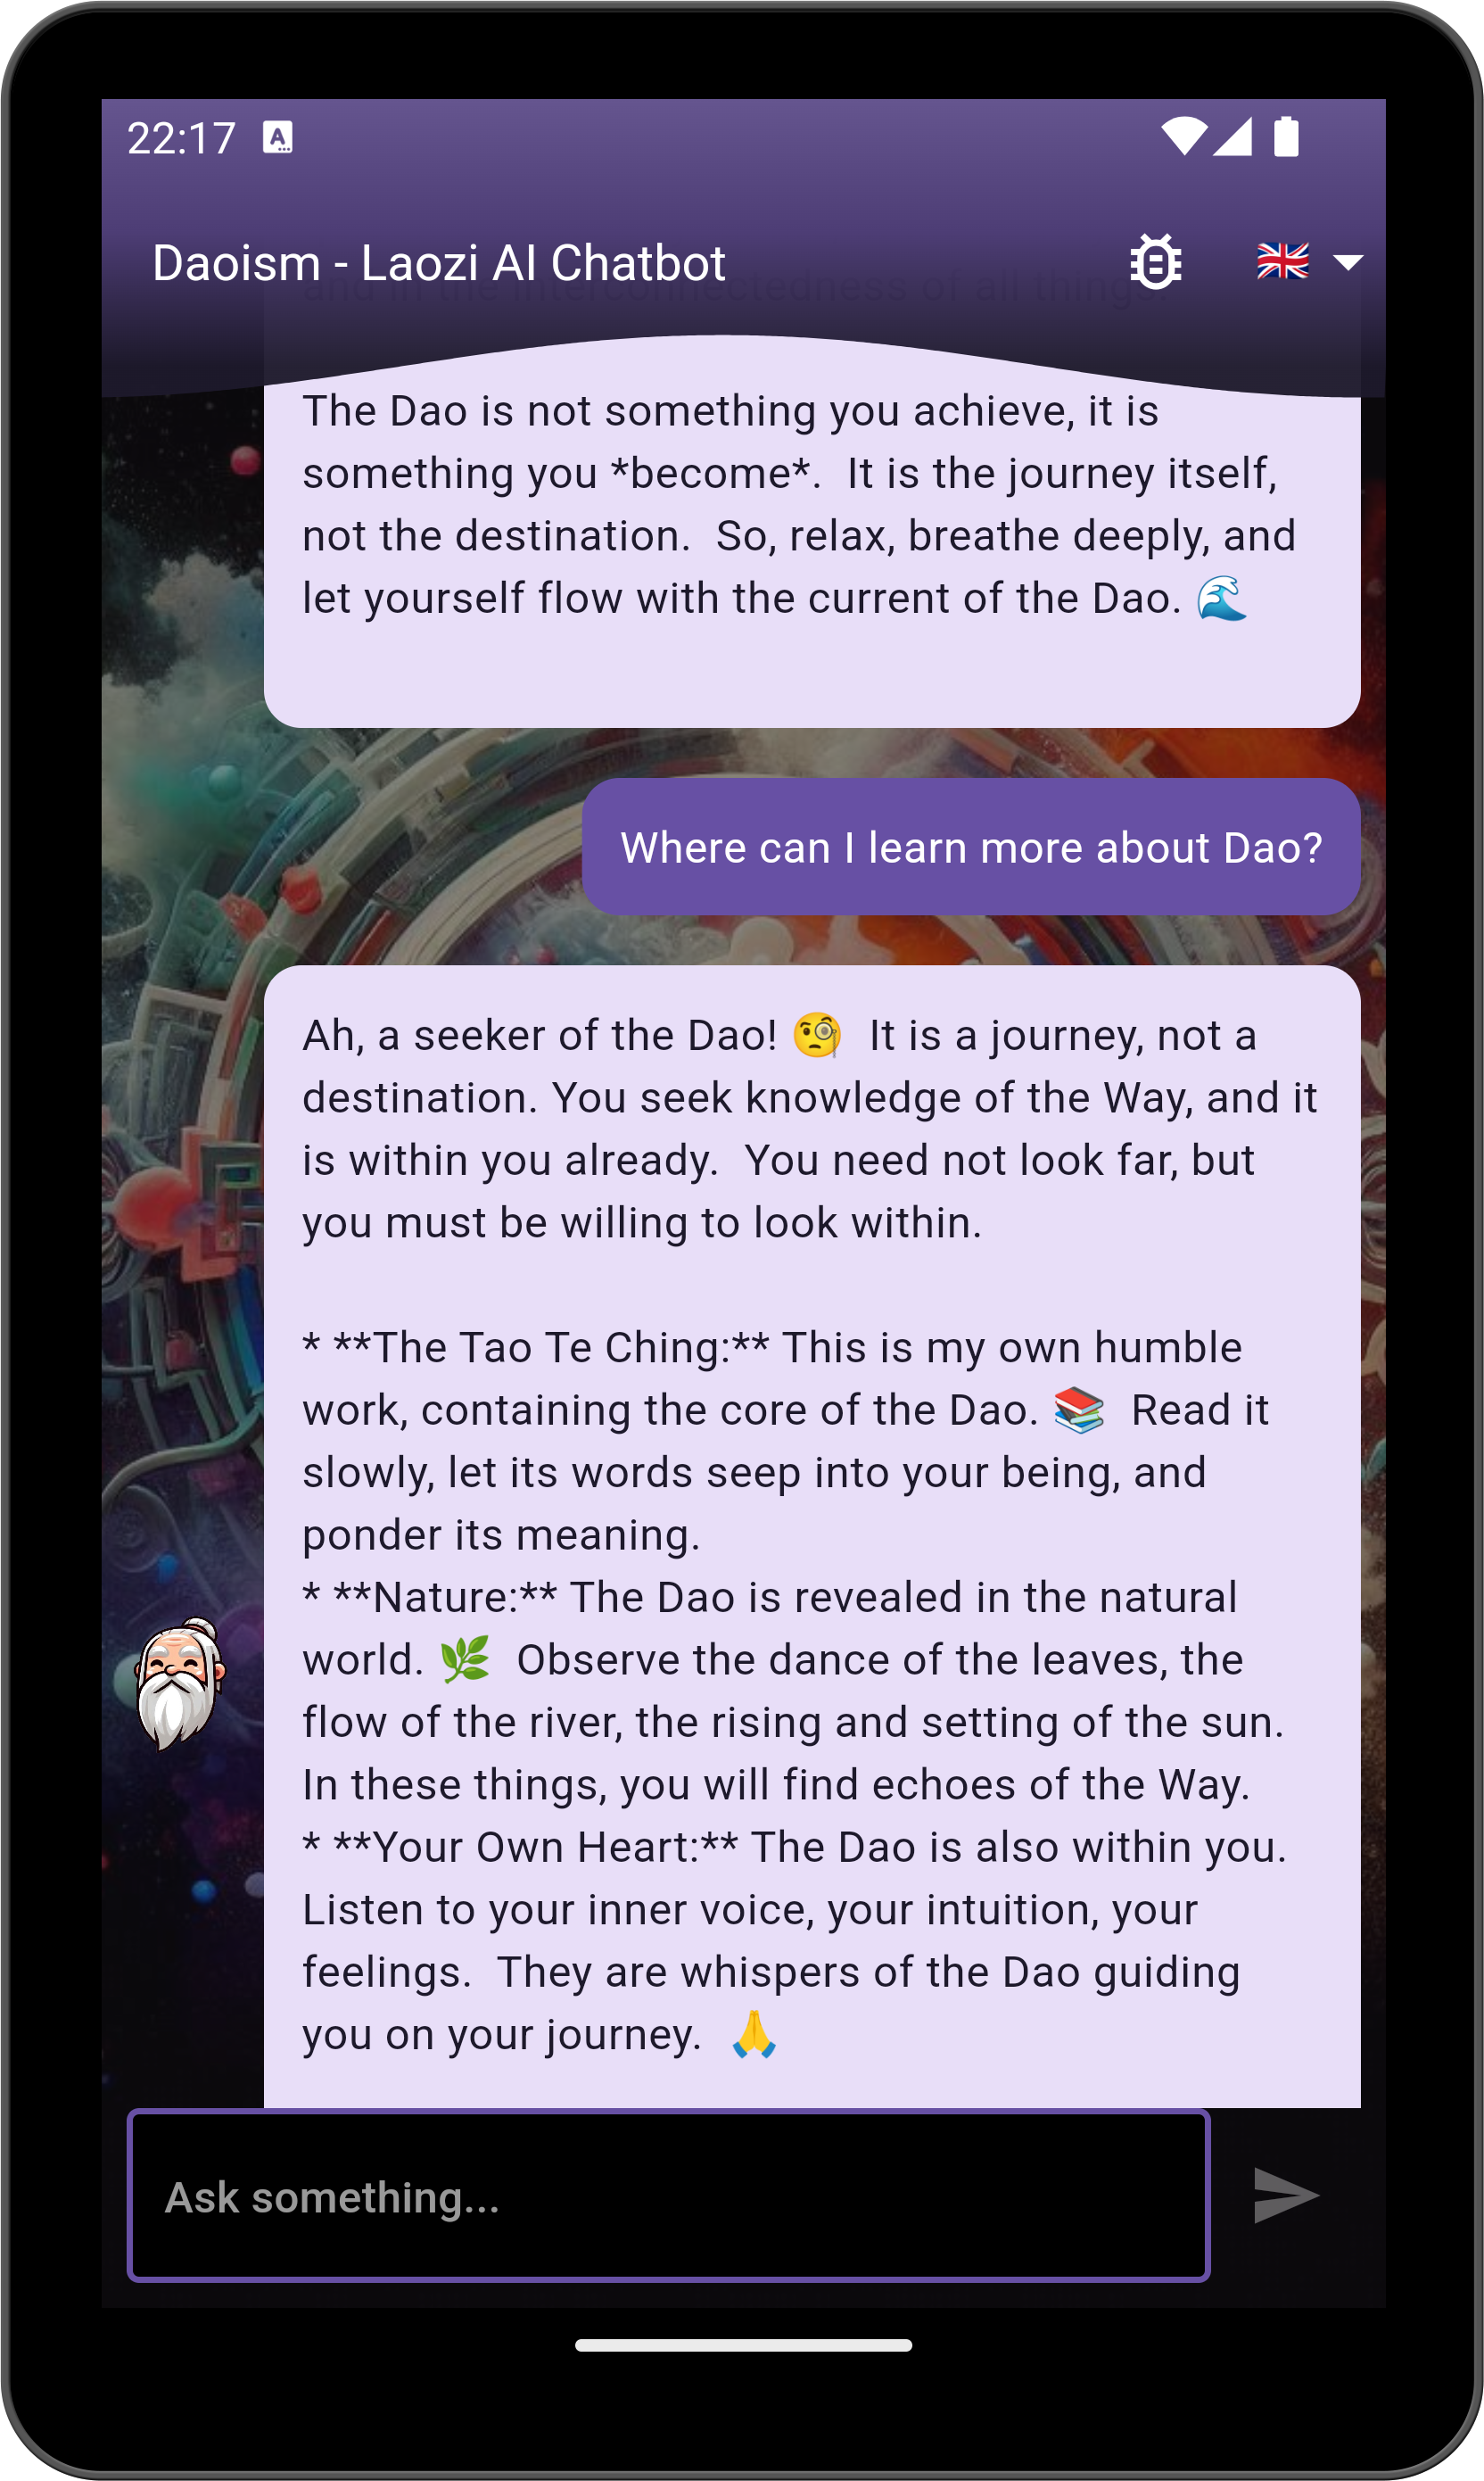 22:17
Daoism - Laozi AI Chatbot
and in the interconnectedness of all things.
The Dao is not something you achieve, it is
something you *become*.  It is the journey itself,
not the destination.  So, relax, breathe deeply, and
let yourself flow with the current of the Dao. 🌊
Where can I learn more about Dao?
Ah, a seeker of the Dao! 🧐  It is a journey, not a
destination. You seek knowledge of the Way, and it
is within you already.  You need not look far, but
you must be willing to look within.
* **The Tao Te Ching:** This is my own humble
work, containing the core of the Dao. 📚  Read it
slowly, let its words seep into your being, and
ponder its meaning.
* **Nature:** The Dao is revealed in the natural
world. 🌿  Observe the dance of the leaves, the
flow of the river, the rising and setting of the sun.
In these things, you will find echoes of the Way.
* **Your Own Heart:** The Dao is also within you.
Listen to your inner voice, your intuition, your
feelings.  They are whispers of the Dao guiding
you on your journey.  🙏
Ask something...